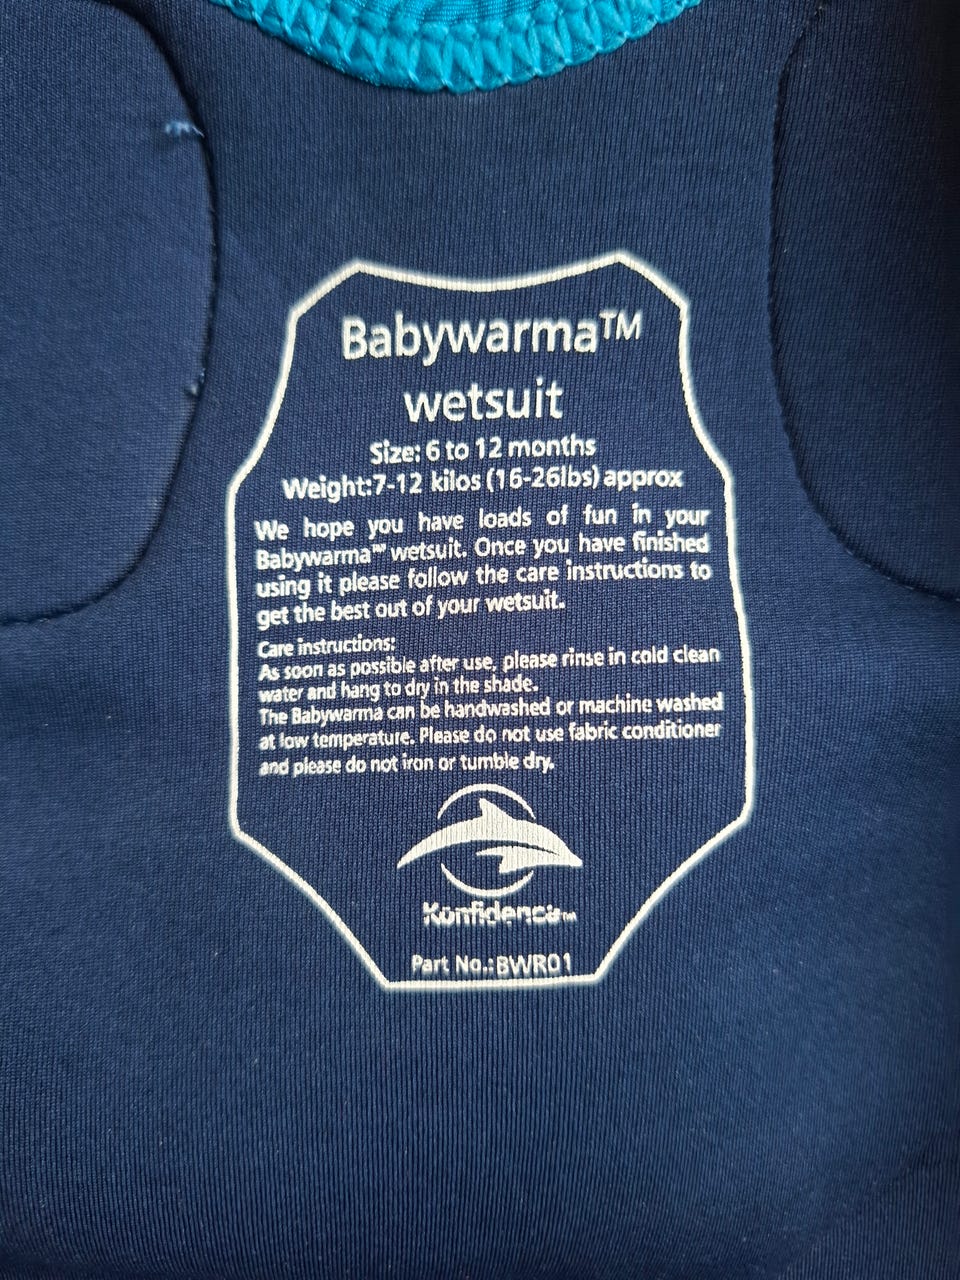 Babywarma™
wetsuit
Size: 6 to 12 months
Weight:7-12 kilos (16-26lbs) approx
We hope you have loads of fun in your
Babywarma™ wetsuit. Once you have finished
using it please follow the care instructions to
get the best out of your wetsuit.
Care instructions:
As soon as possible after use, please rinse in cold clean
water and hang to dry in the shade.
The Babywarma can be handwashed or machine washed
at low temperature. Please do not use fabric conditioner
and please do not iron or tumble dry.
Konfidence™
Part No.:BWR01